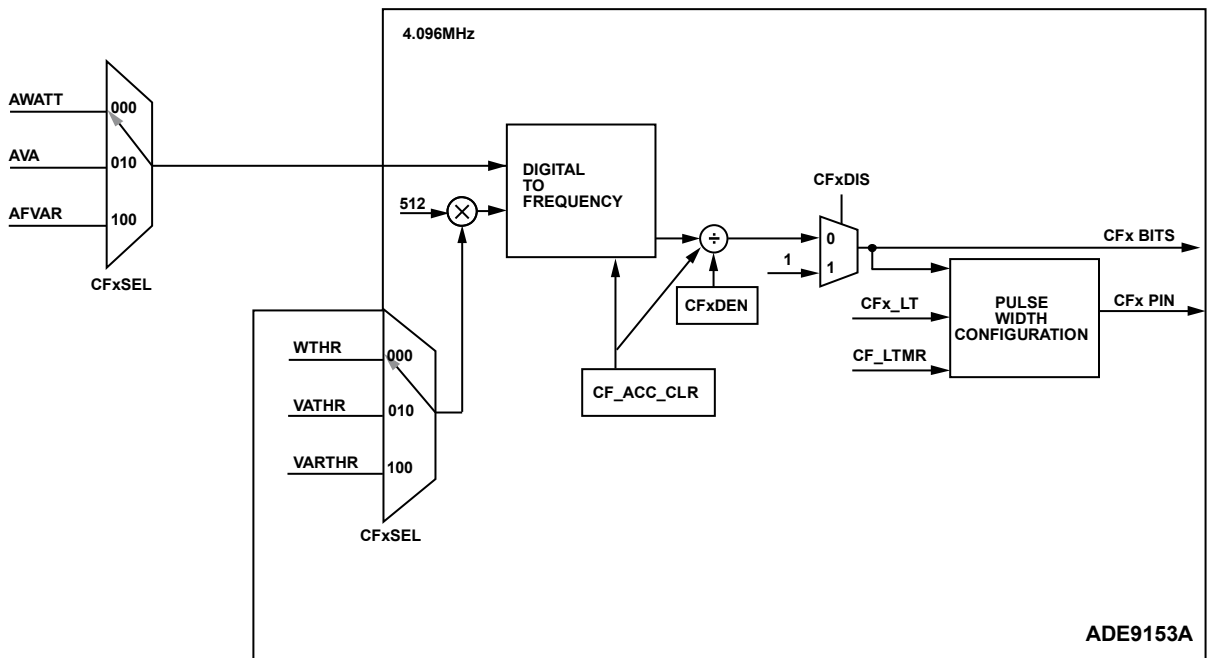 4.096MHz
AWATT
000
AVA
010
AFVAR
100
CFxSEL
512
×
DIGITAL
TO
FREQUENCY
÷
CFxDEN
CF_ACC_CLR
CFxDIS
0
1
1
CFx BITS
CFx_LT
CF_LTMR
PULSE
WIDTH
CONFIGURATION
CFx PIN
WTHR
000
VATHR
010
VARTHR
100
CFxSEL
ADE9153A